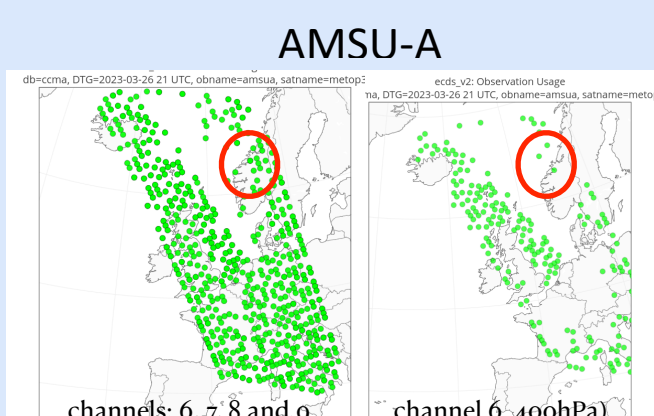 AMSU-A
db=ccma, DTG=2023-03-26 21 UTC, obname=amsua, satname=metop
ecds_v2: Observation Usage
DTG=2023-03-26 21 UTC, obname=amsua, satname=metop
channels: 6, 7, 8 and 9
channel 6, 400hPa)